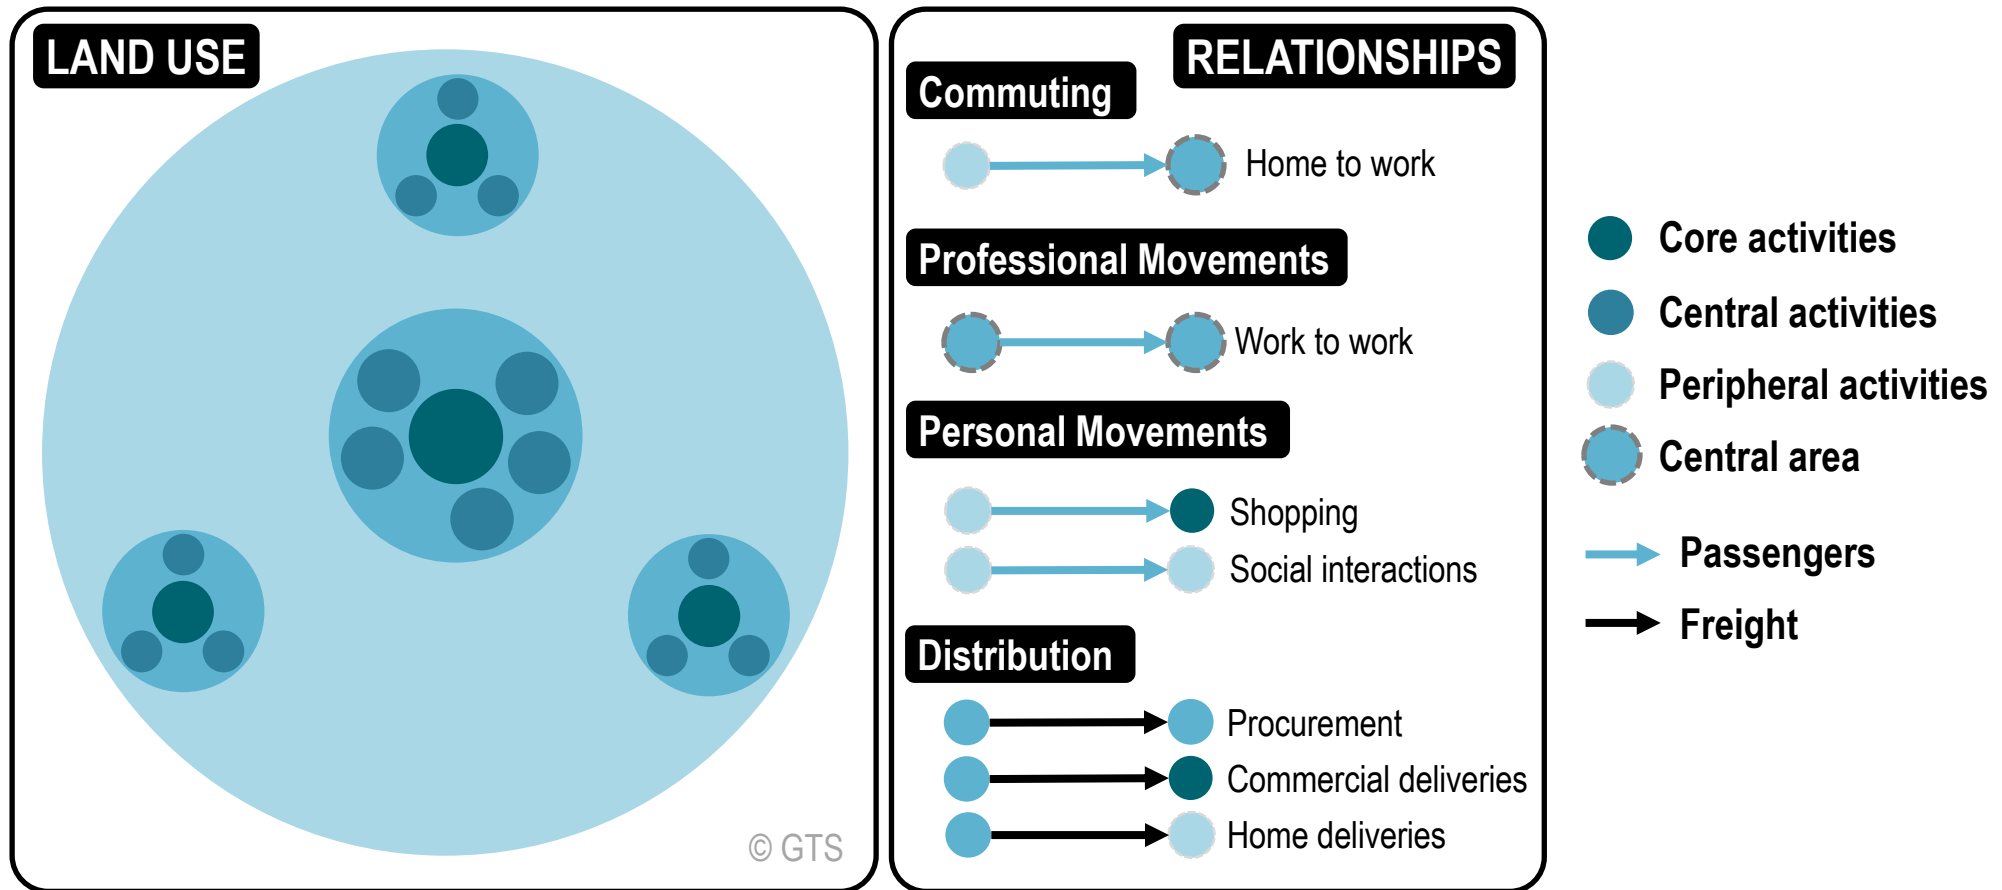 LAND USE
© GTS
RELATIONSHIPS
Commuting
Home to work
Professional Movements
Work to work
Personal Movements
Shopping
Social interactions
Distribution
Procurement
Commercial deliveries
Home deliveries
Core activities
Central activities
Peripheral activities
Central area
Passengers
Freight